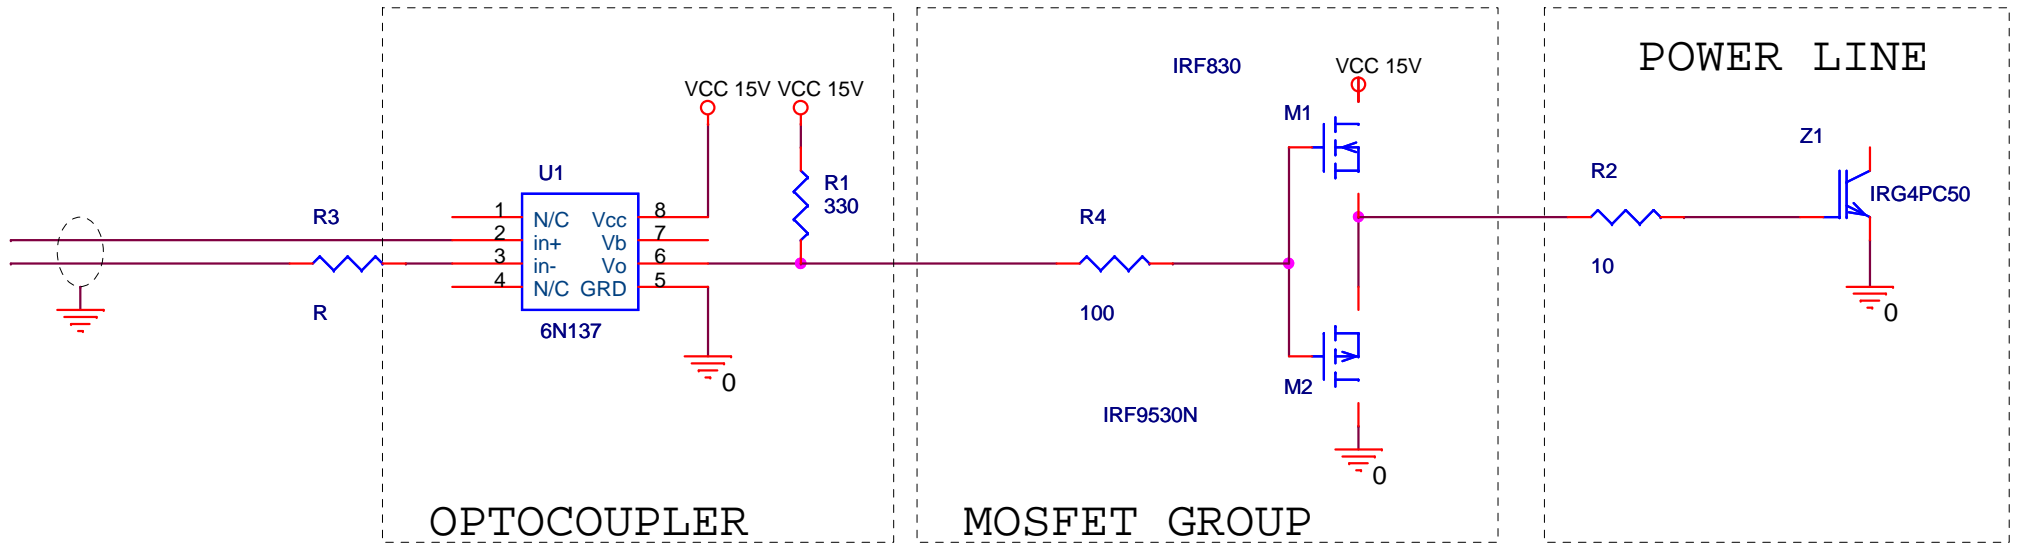 POWER LINE
IRF830
VCC 15V
VCC 15V VCC 15V
M1
Z1
U1
R1
330
R2
IRG4PC50
R3
1 N/C Vcc 8
2 in+ Vb 7
3 in- Vo 6
4 N/C GRD 5
R4
10
R
6N137
100
0
0
M2
IRF9530N
0
OPTOCOUPLER
MOSFET GROUP